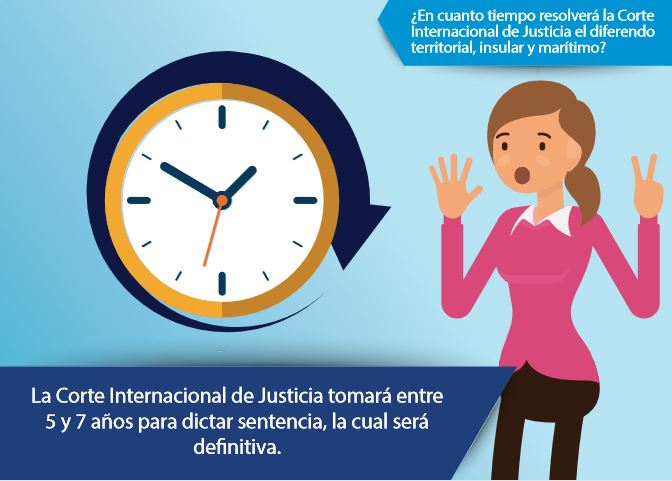 ¿En cuanto tiempo resolverá la Corte
Internacional de Justicia el diferendo
territorial, insular y marítimo?
La Corte Internacional de Justicia tomará entre
5 y 7 años para dictar sentencia, la cual será
definitiva.